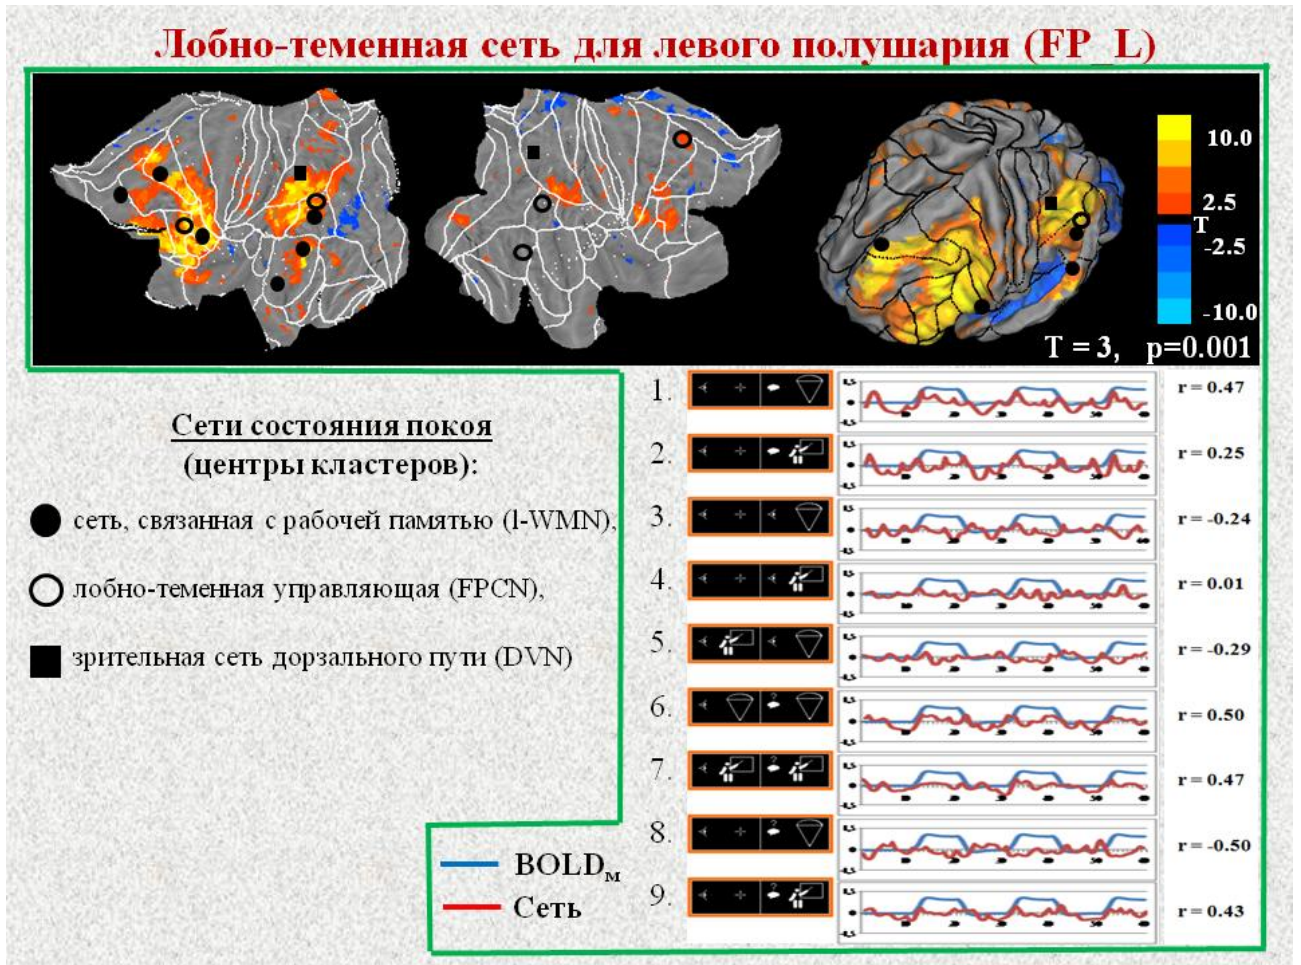 Лобно-теменная сеть для левого полушария (FP_L)
10.0
2.5
T
-2.5
-10.0
T = 3, p=0.001
Сети состояния покоя
(центры кластеров):
сеть, связанная с рабочей памятью (l-WMN),
лобно-теменная управляющая (FPCN),
зрительная сеть дорзального пути (DVN)
1. r = 0.47
2. r = 0.25
3. r = -0.24
4. r = 0.01
5. r = -0.29
6. r = 0.50
7. r = 0.47
8. r = -0.50
9. r = 0.43
BOLDм
Сеть